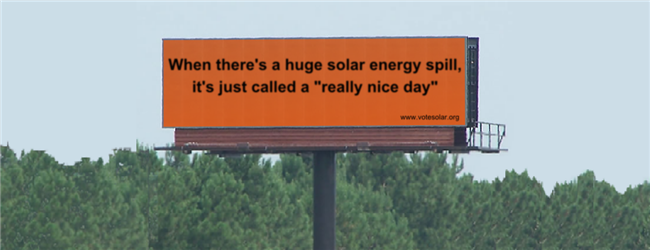 When there's a huge solar energy spill,
it's just called a "really nice day"
www.votesolar.org